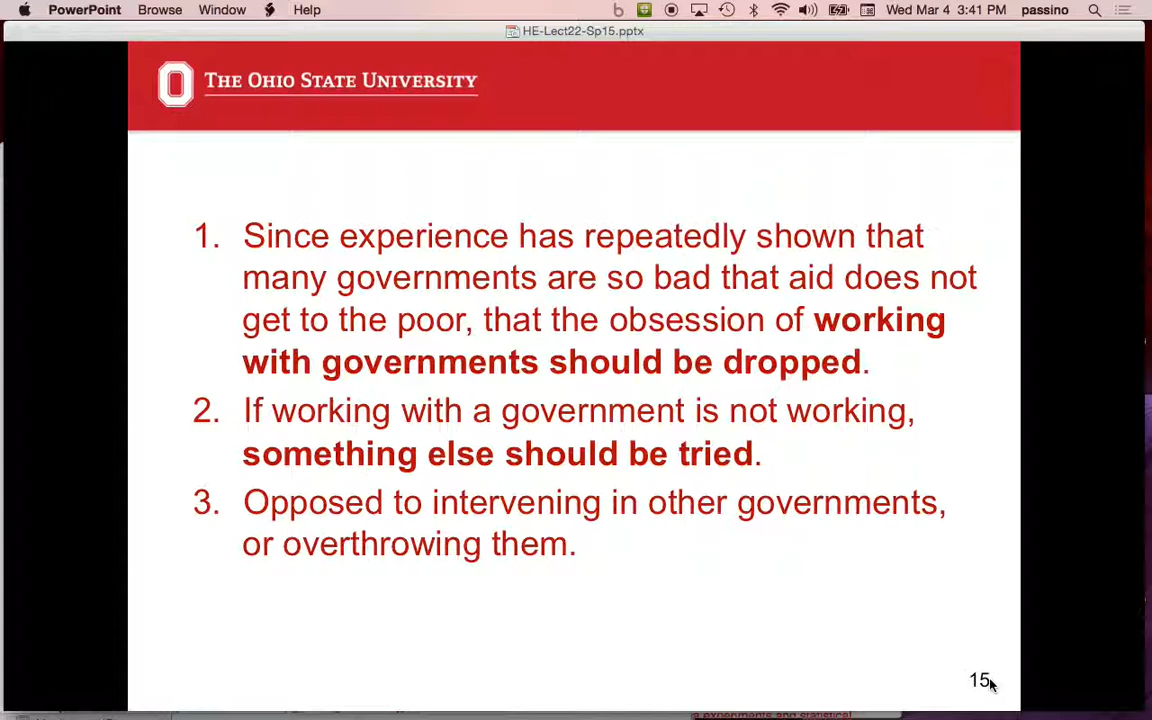 PowerPoint Browse Window Help Wed Mar 4 3:41 PM passino
HE-Lect22-Sp15.pptx
THE OHIO STATE UNIVERSITY
1. Since experience has repeatedly shown that
many governments are so bad that aid does not
get to the poor, that the obsession of working
with governments should be dropped.
2. If working with a government is not working,
something else should be tried.
3. Opposed to intervening in other governments,
or overthrowing them.
15